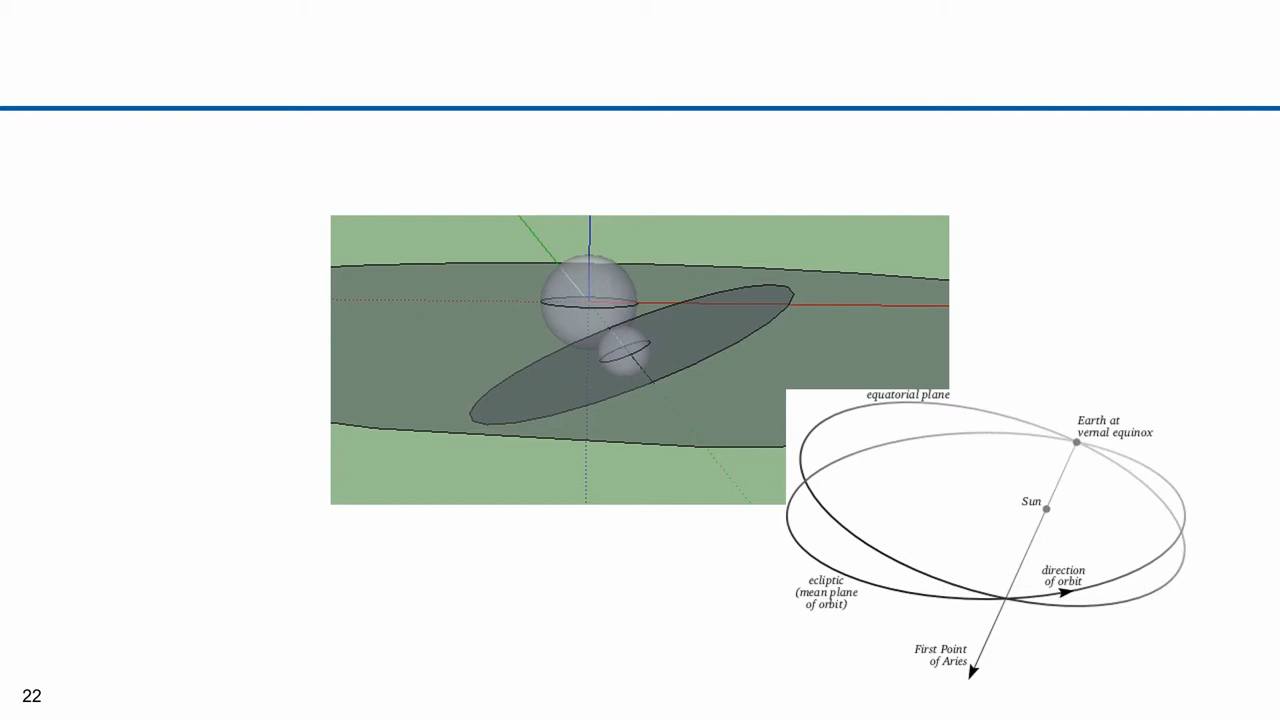 equatorial plane
Earth at
vernal equinox
Sun
direction
of orbit
ecliptic
(mean plane
of orbit)
First Point
of Aries
22